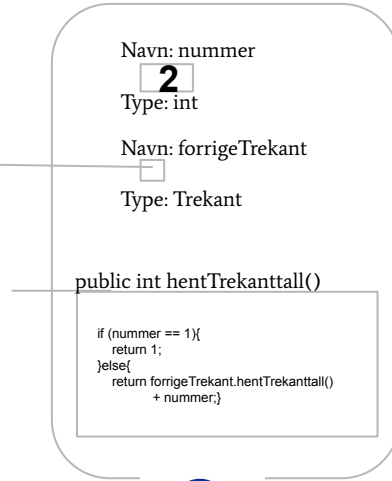 Navn: nummer
2
Type: int
Navn: forrigeTrekant
Type: Trekant
public int hentTrekanttall()
if (nummer == 1){
return 1;
}else{
return forrigeTrekant.hentTrekanttall()
+ nummer;}